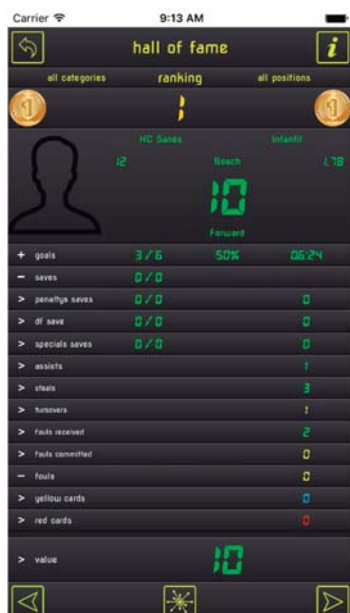 Carrier 9:13 AM
hall of fame i
all categories ranking all positions
1 1 1
HC Sanes Infantil
12 Bosch 1.78
10
Forward
+ goals 3/6 50% 06:24
− saves 0/0
> penaltys saves 0/0 0
> df save 0/0 0
> specials saves 0/0 0
> assists 1
> steals 3
> turnovers 1
> fouls received 2
> fouls committed 0
− fouls 0
> yellow cards 0
> red cards 0
> value 10